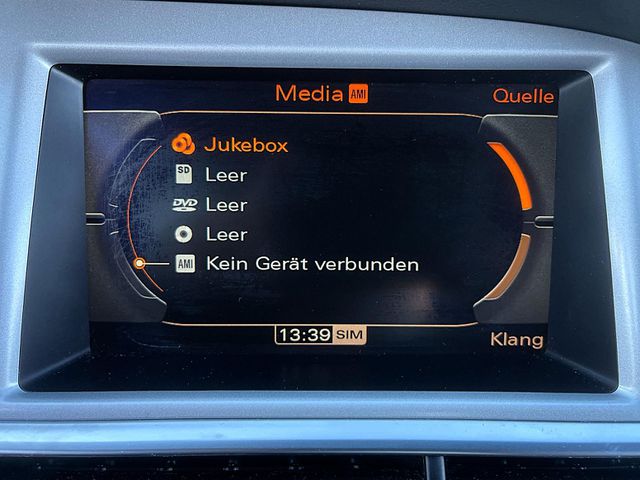 Media AMI
Quelle
Jukebox
SD Leer
DVD Leer
Leer
AMI Kein Gerät verbunden
13:39 SIM
Klang